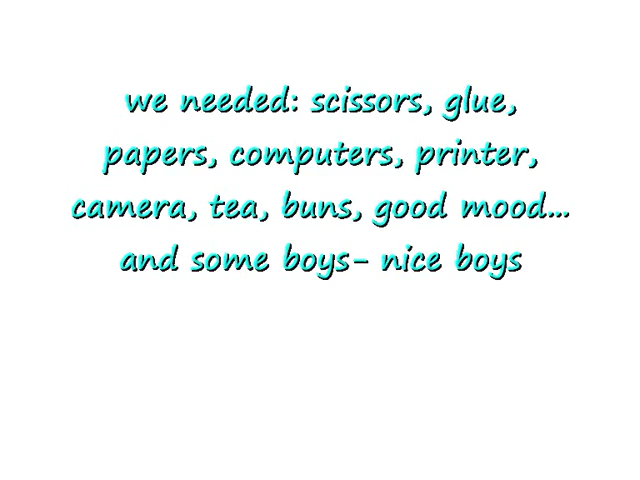 we needed: scissors, glue,
papers, computers, printer,
camera, tea, buns, good mood...
and some boys- nice boys